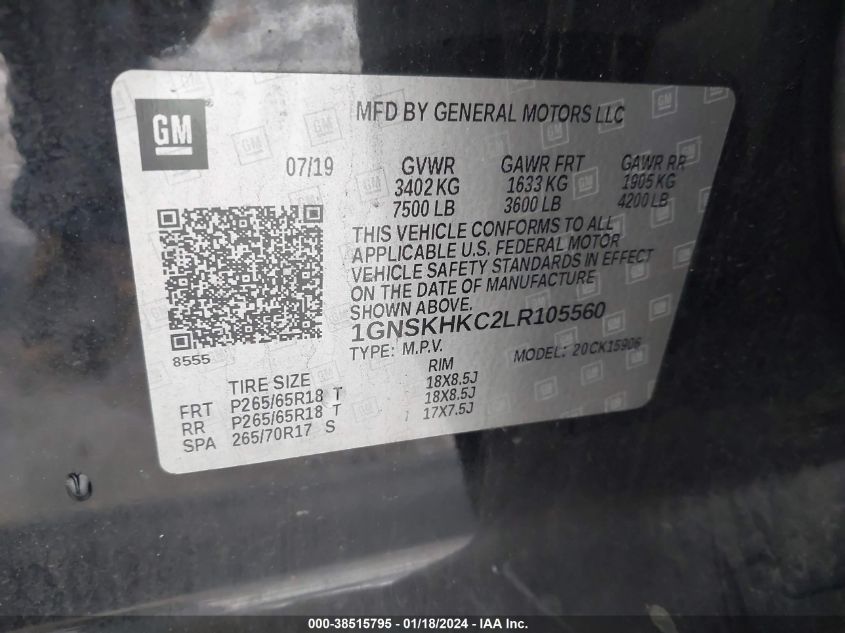 GM
MFD BY GENERAL MOTORS LLC
07/19 GVWR GAWR FRT GAWR RR
3402 KG 1633 KG 1905 KG
7500 LB 3600 LB 4200 LB
THIS VEHICLE CONFORMS TO ALL
APPLICABLE U.S. FEDERAL MOTOR
VEHICLE SAFETY STANDARDS IN EFFECT
ON THE DATE OF MANUFACTURE
SHOWN ABOVE.
1GNSKHKC2LR105560
8555 TYPE: M.P.V. MODEL: 20CK15906
TIRE SIZE RIM
FRT P265/65R18 T 18X8.5J
RR P265/65R18 T 18X8.5J
SPA 265/70R17 S 17X7.5J
000-38515795 - 01/18/2024 - IAA Inc.